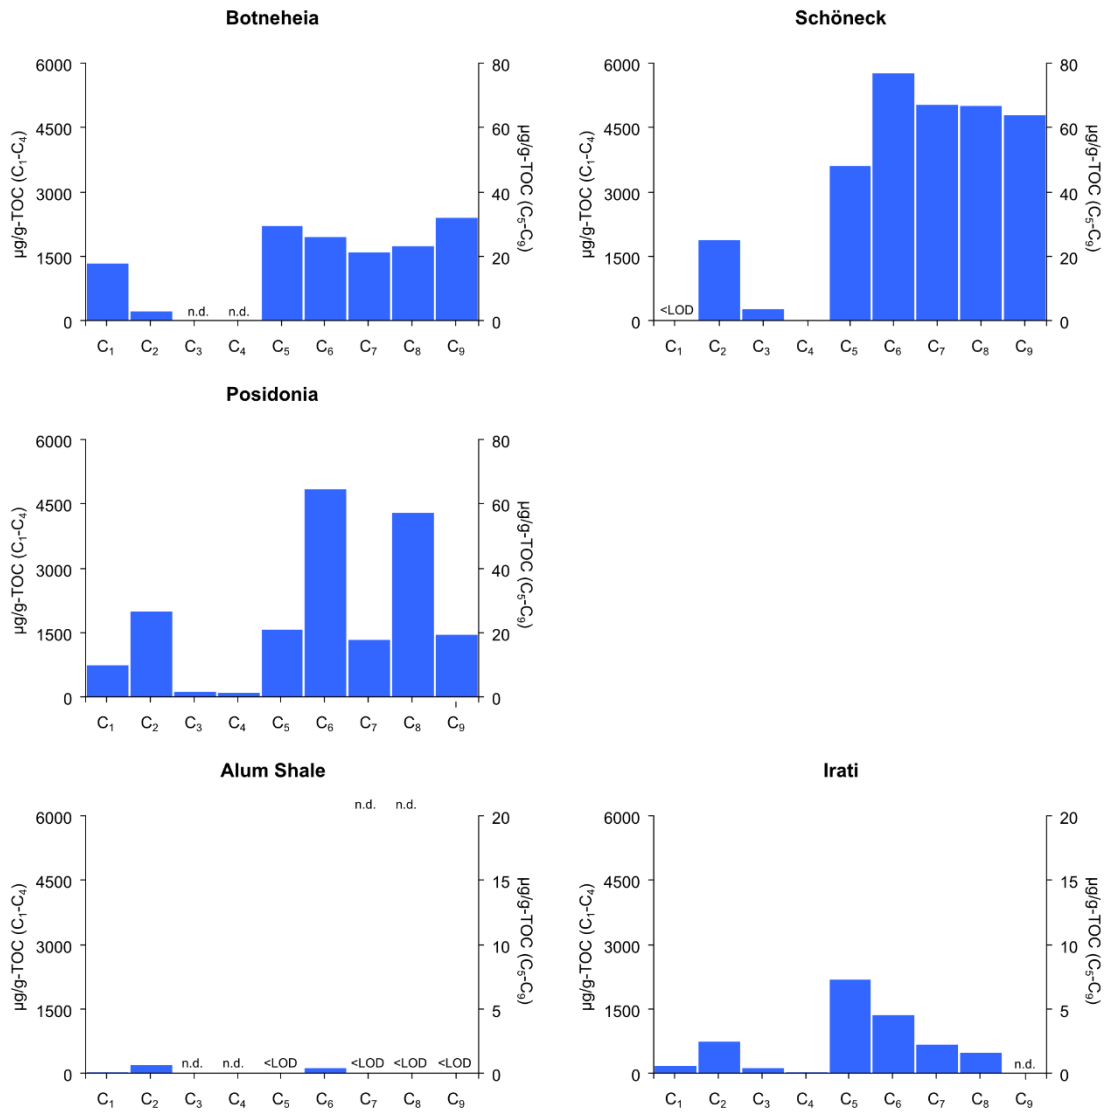 Botneheia
6000
4500
3000
1500
0
µg/g-TOC (C₁-C₄)
80
60
40
20
0
µg/g-TOC (C₅-C₉)
n.d. n.d.
C₁ C₂ C₃ C₄ C₅ C₆ C₇ C₈ C₉
Schöneck
6000
4500
3000
1500
0
µg/g-TOC (C₁-C₄)
80
60
40
20
0
µg/g-TOC (C₅-C₉)
<LOD
C₁ C₂ C₃ C₄ C₅ C₆ C₇ C₈ C₉
Posidonia
6000
4500
3000
1500
0
µg/g-TOC (C₁-C₄)
80
60
40
20
0
µg/g-TOC (C₅-C₉)
C₁ C₂ C₃ C₄ C₅ C₆ C₇ C₈ C₉
Alum Shale
n.d. n.d.
6000
4500
3000
1500
0
µg/g-TOC (C₁-C₄)
20
15
10
5
0
µg/g-TOC (C₅-C₉)
n.d. n.d. <LOD <LOD <LOD <LOD
C₁ C₂ C₃ C₄ C₅ C₆ C₇ C₈ C₉
Irati
6000
4500
3000
1500
0
µg/g-TOC (C₁-C₄)
20
15
10
5
0
µg/g-TOC (C₅-C₉)
n.d.
C₁ C₂ C₃ C₄ C₅ C₆ C₇ C₈ C₉